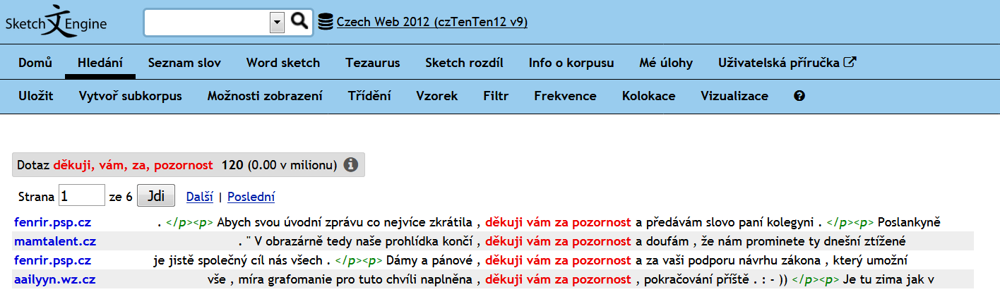 Sketch 文 Engine
Czech Web 2012 (czTenTen12 v9)
Domů Hledání Seznam slov Word sketch Tezaurus Sketch rozdíl Info o korpusu Mé úlohy Uživatelská příručka
Uložit Vytvoř subkorpus Možnosti zobrazení Třídění Vzorek Filtr Frekvence Kolokace Vizualizace ?
Dotaz děkuji, vám, za, pozornost 120 (0.00 v milionu) i
Strana 1 ze 6 Jdi Další | Poslední
fenrir.psp.cz . </p><p> Abych svou úvodní zprávu co nejvíce zkrátila , děkuji vám za pozornost a předávám slovo paní kolegyni . </p><p> Poslankyně
mamtalent.cz . " V obrazárně tedy naše prohlídka končí , děkuji vám za pozornost a doufám , že nám prominete ty dnešní ztížené
fenrir.psp.cz je jistě společný cíl nás všech . </p><p> Dámy a pánové , děkuji vám za pozornost a za vaši podporu návrhu zákona , který umožní
aailyyn.wz.cz vše , míra grafomanie pro tuto chvíli naplněna , děkuji vám za pozornost , pokračování příště . : - )) </p><p> Je tu zima jak v